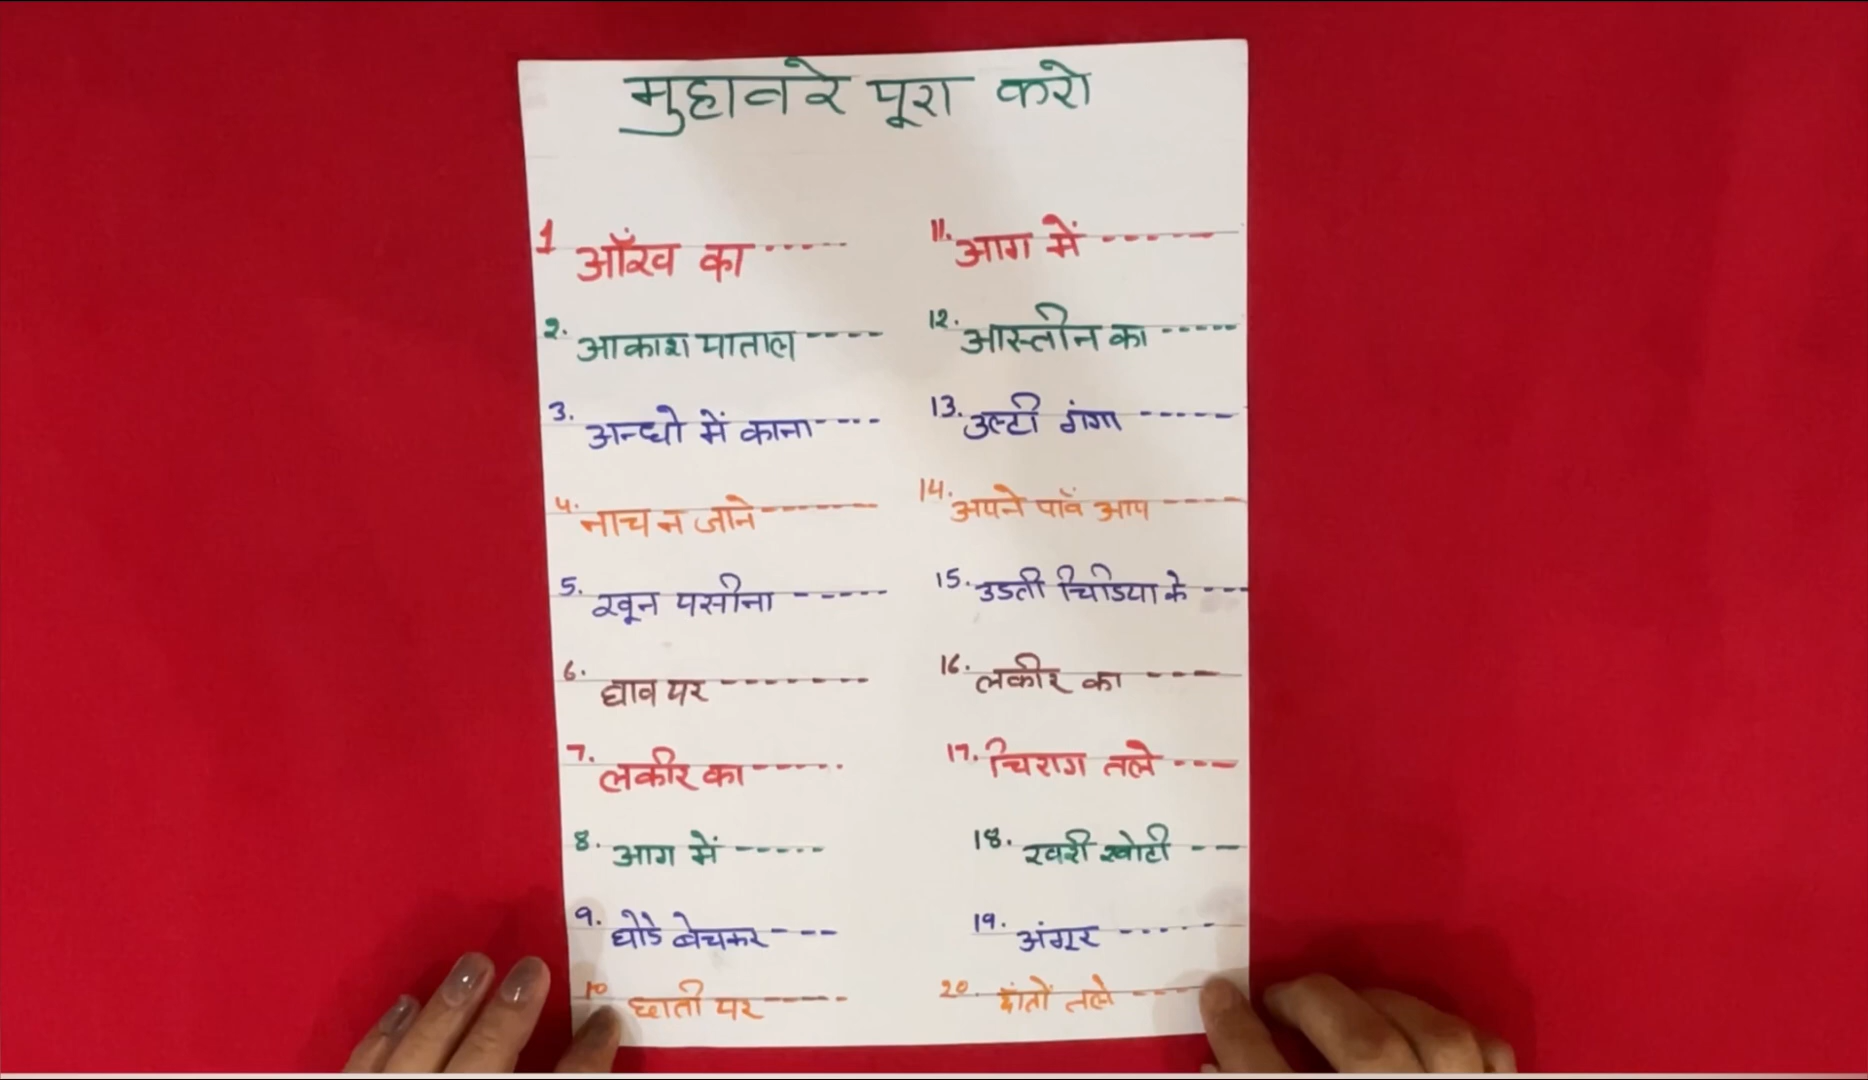 मुहावरे पूरा करो
1 आँख का -----
2. आकाश पाताल ----
3. अन्धो में काना ----
4. नाच न जाने -------
5. खून पसीना -----
6. घाव पर --------
7. लकीर का ------
8. आग में -----
9. घोडे बेचकर ---
10 छाती पर -----
11. आग में ------
12. आस्तीन का -----
13. उल्टी गंगा -----
14. अपने पाँव आप ----
15. उडती चिडिया के ---
16. लकीर का ---
17. चिराग तले ---
18. खरी खोटी --
19. अंगूर -----
20. दांतों तले ----